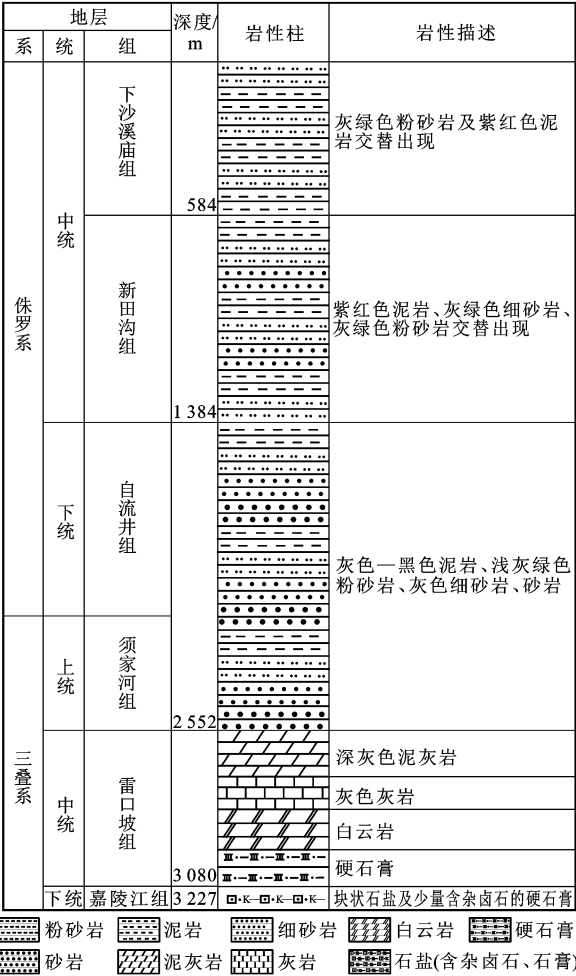 地层
深度/
m
岩性柱
岩性描述
系
统
组
侏罗系
中统
下沙溪庙组
584
灰绿色粉砂岩及紫红色泥
岩交替出现
新田沟组
1 384
紫红色泥岩、灰绿色细砂岩、
灰绿色粉砂岩交替出现
下统
自流井组
灰色—黑色泥岩、浅灰绿色
粉砂岩、灰色细砂岩、砂岩
三叠系
上统
须家河组
2 552
中统
雷口坡组
深灰色泥灰岩
灰色灰岩
白云岩
硬石膏
3 080
下统
嘉陵江组
3 227
K K K
块状石盐及少量含杂卤石的硬石膏
粉砂岩
泥岩
细砂岩
白云岩
硬石膏
砂岩
泥灰岩
灰岩
石盐(含杂卤石、石膏)